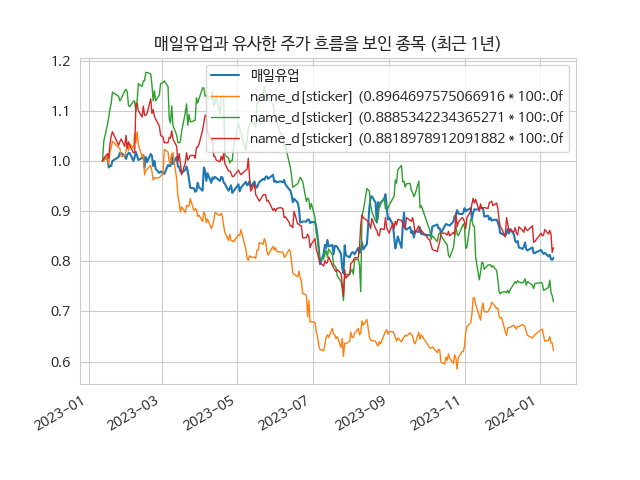 매일유업과 유사한 주가 흐름을 보인 종목 (최근 1년)
1.2
1.1
1.0
0.9
0.8
0.7
0.6
매일유업
name_d[sticker] (0.8964697575066916 * 100:.0f
name_d[sticker] (0.8885342234365271 * 100:.0f
name_d[sticker] (0.8818978912091882 * 100:.0f
2023-01
2023-03
2023-05
2023-07
2023-09
2023-11
2024-01